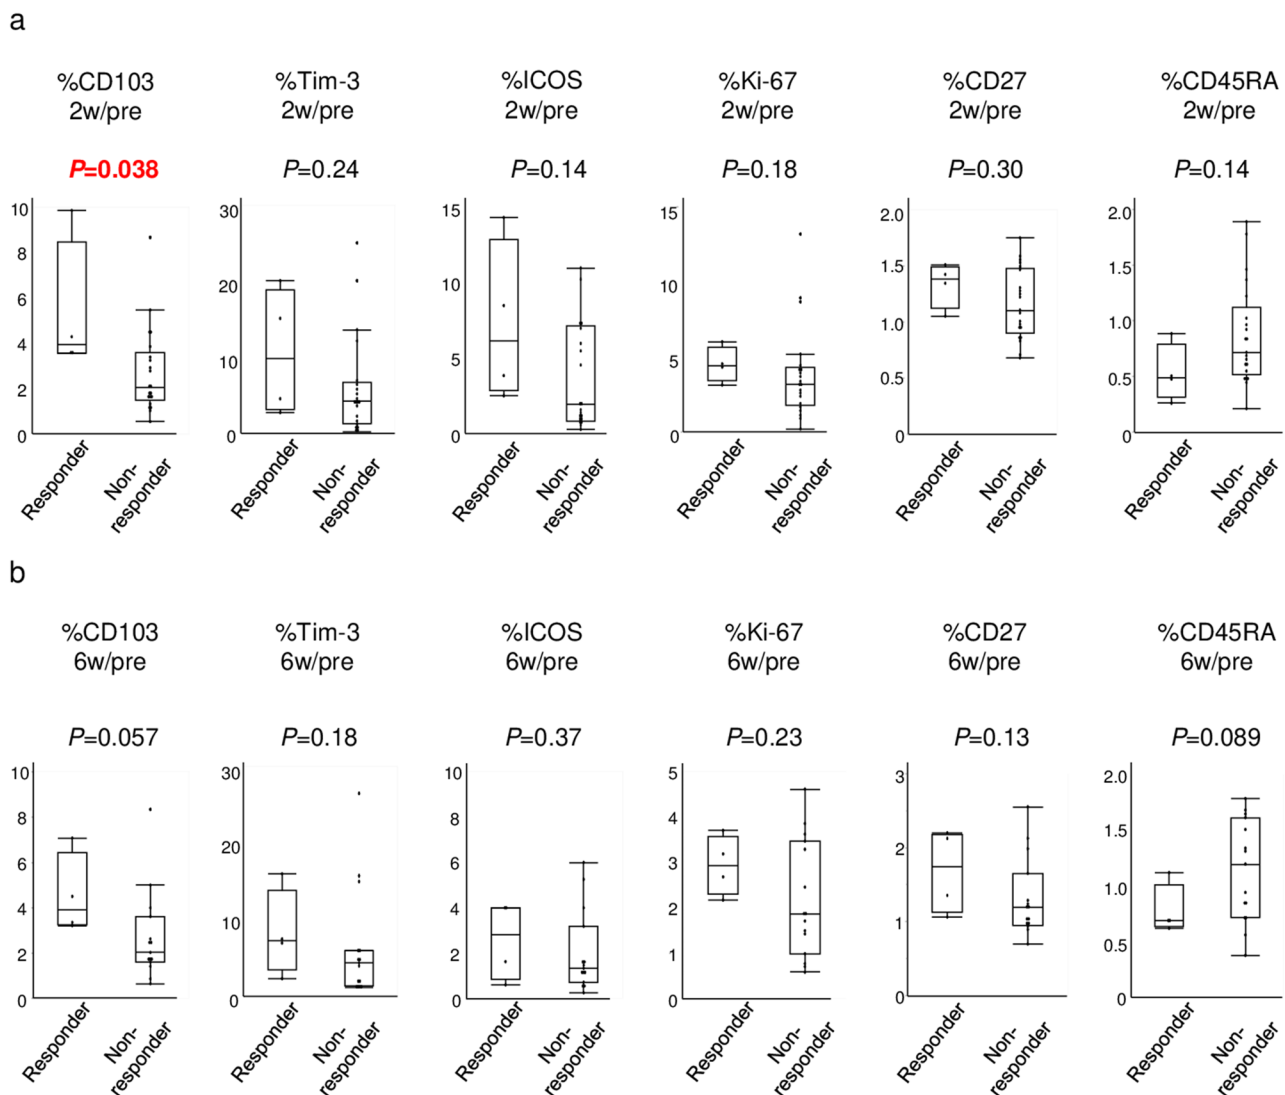 a
%CD103 %Tim-3 %ICOS %Ki-67 %CD27 %CD45RA
2w/pre 2w/pre 2w/pre 2w/pre 2w/pre 2w/pre
P=0.038 P=0.24 P=0.14 P=0.18 P=0.30 P=0.14
10 30 15 15 2.0 2.0
8 20 10 10 1.5 1.5
6 10 5 5 1.0 1.0
4 0 0 0 0.5 0.5
2 0 0
0
Responder Non-responder Responder Non-responder Responder Non-responder Responder Non-responder Responder Non-responder Responder Non-responder
b
%CD103 %Tim-3 %ICOS %Ki-67 %CD27 %CD45RA
6w/pre 6w/pre 6w/pre 6w/pre 6w/pre 6w/pre
P=0.057 P=0.18 P=0.37 P=0.23 P=0.13 P=0.089
10 30 10 5 3 2.0
8 20 8 4 2 1.5
6 10 6 3 1 1.0
4 0 4 2 0 0.5
2 2 1 0
0 0 0
Responder Non-responder Responder Non-responder Responder Non-responder Responder Non-responder Responder Non-responder Responder Non-responder